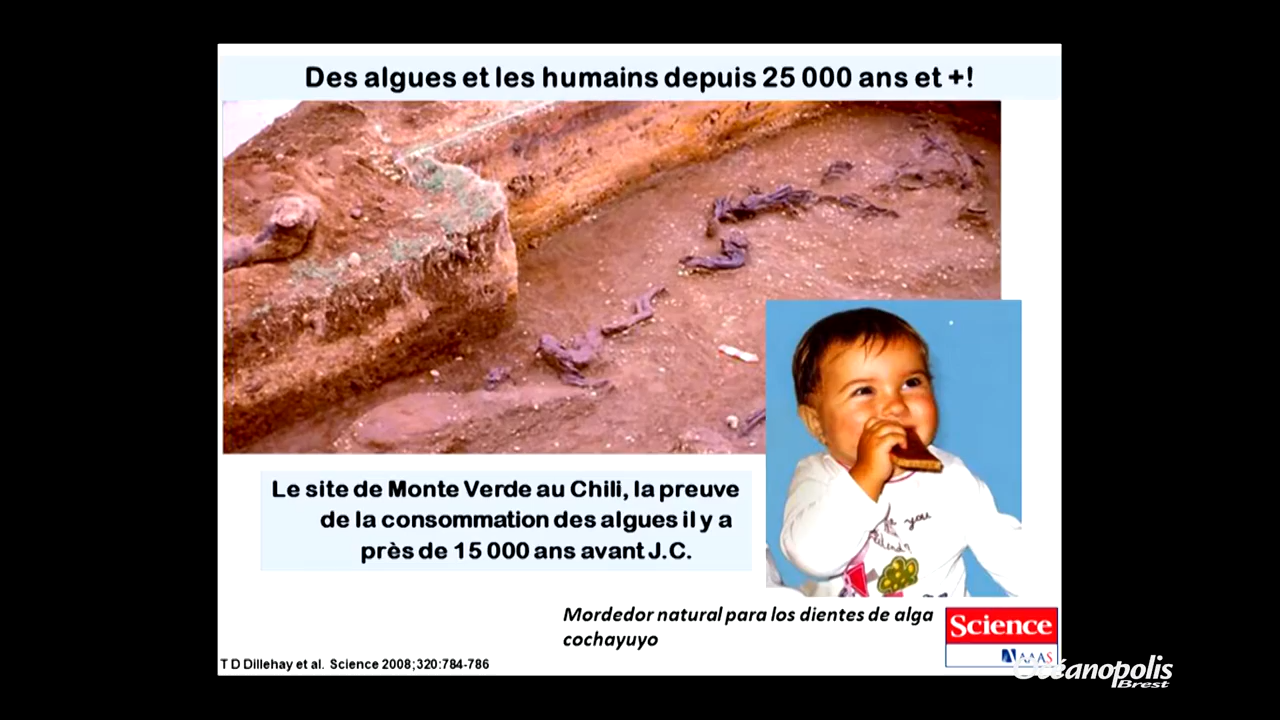 Des algues et les humains depuis 25 000 ans et +!
Le site de Monte Verde au Chili, la preuve
de la consommation des algues il y a
près de 15 000 ans avant J.C.
you
Mordedor natural para los dientes de alga
cochayuyo
Science
AAAS
T D Dillehay et al. Science 2008;320:784-786
Océanopolis
Brest